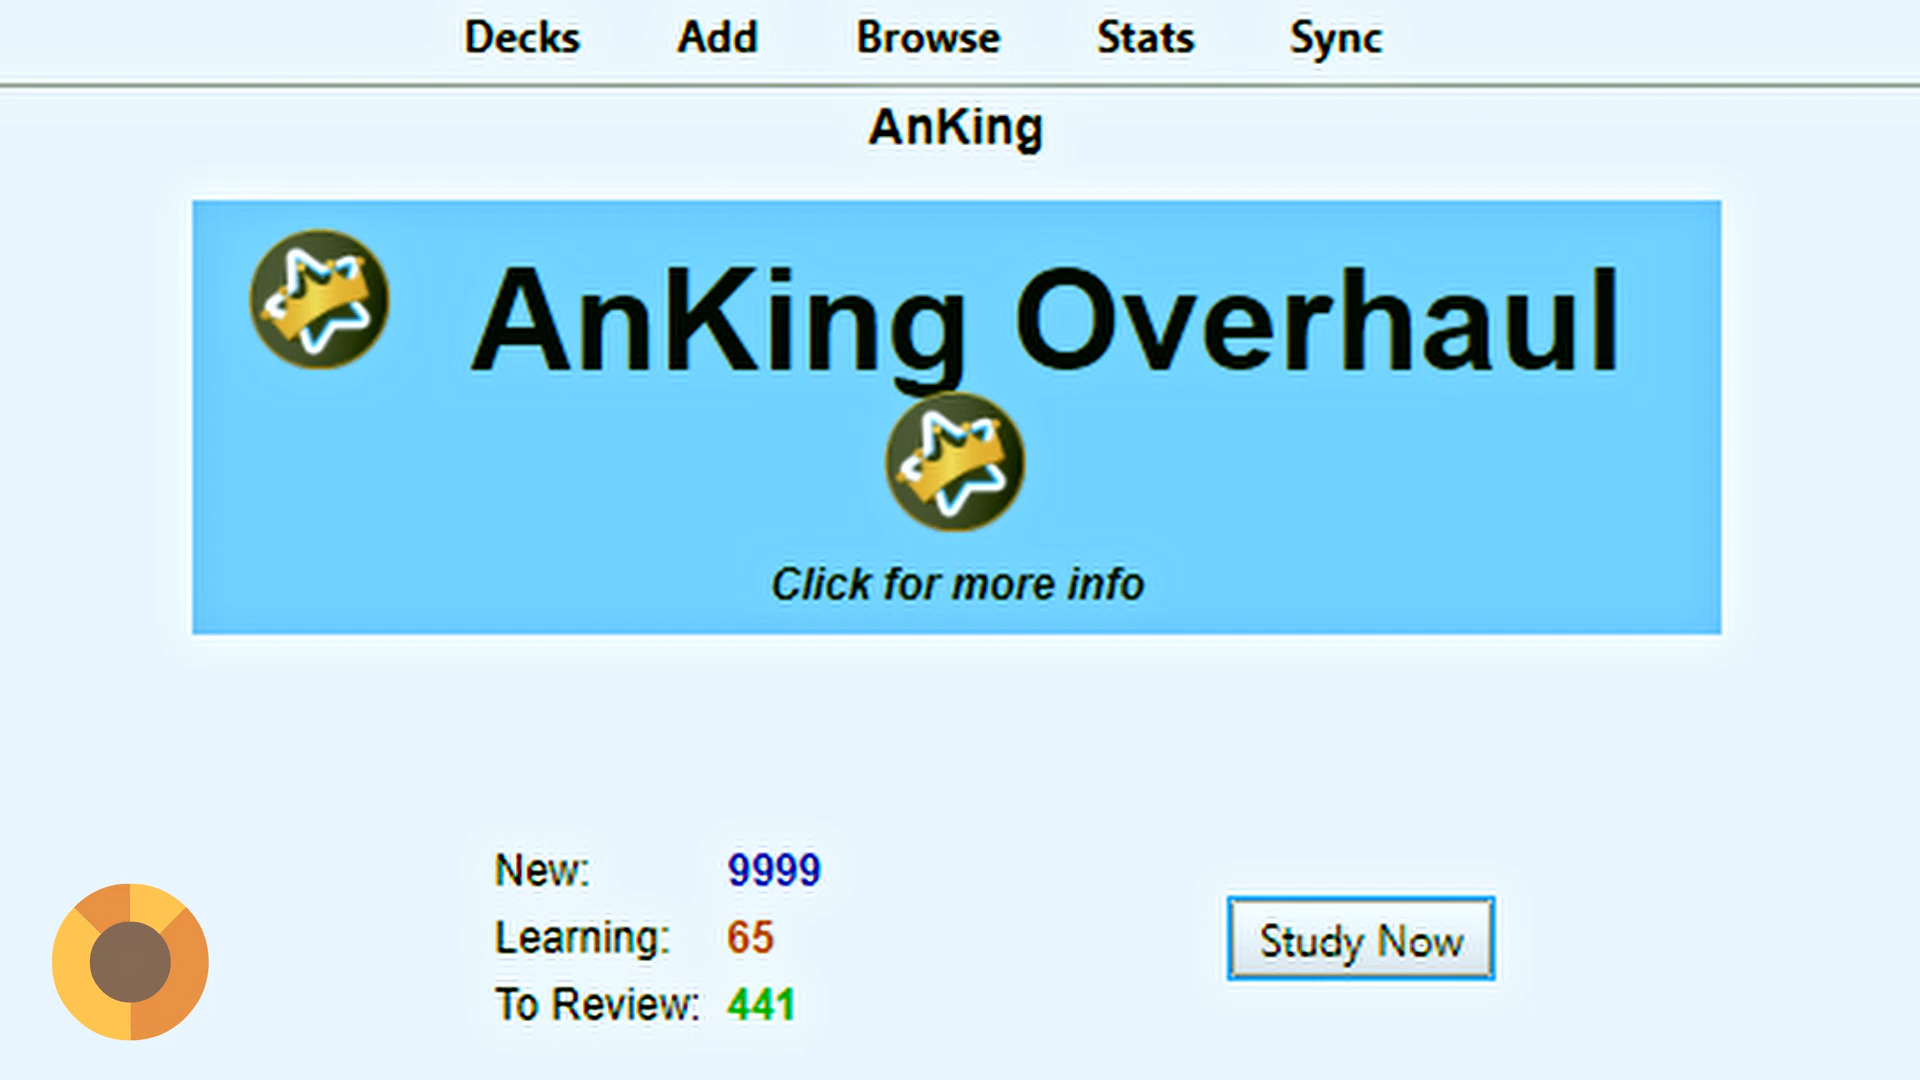 Decks Add Browse Stats Sync
AnKing
AnKing Overhaul
Click for more info
New: 9999
Learning: 65
To Review: 441
Study Now